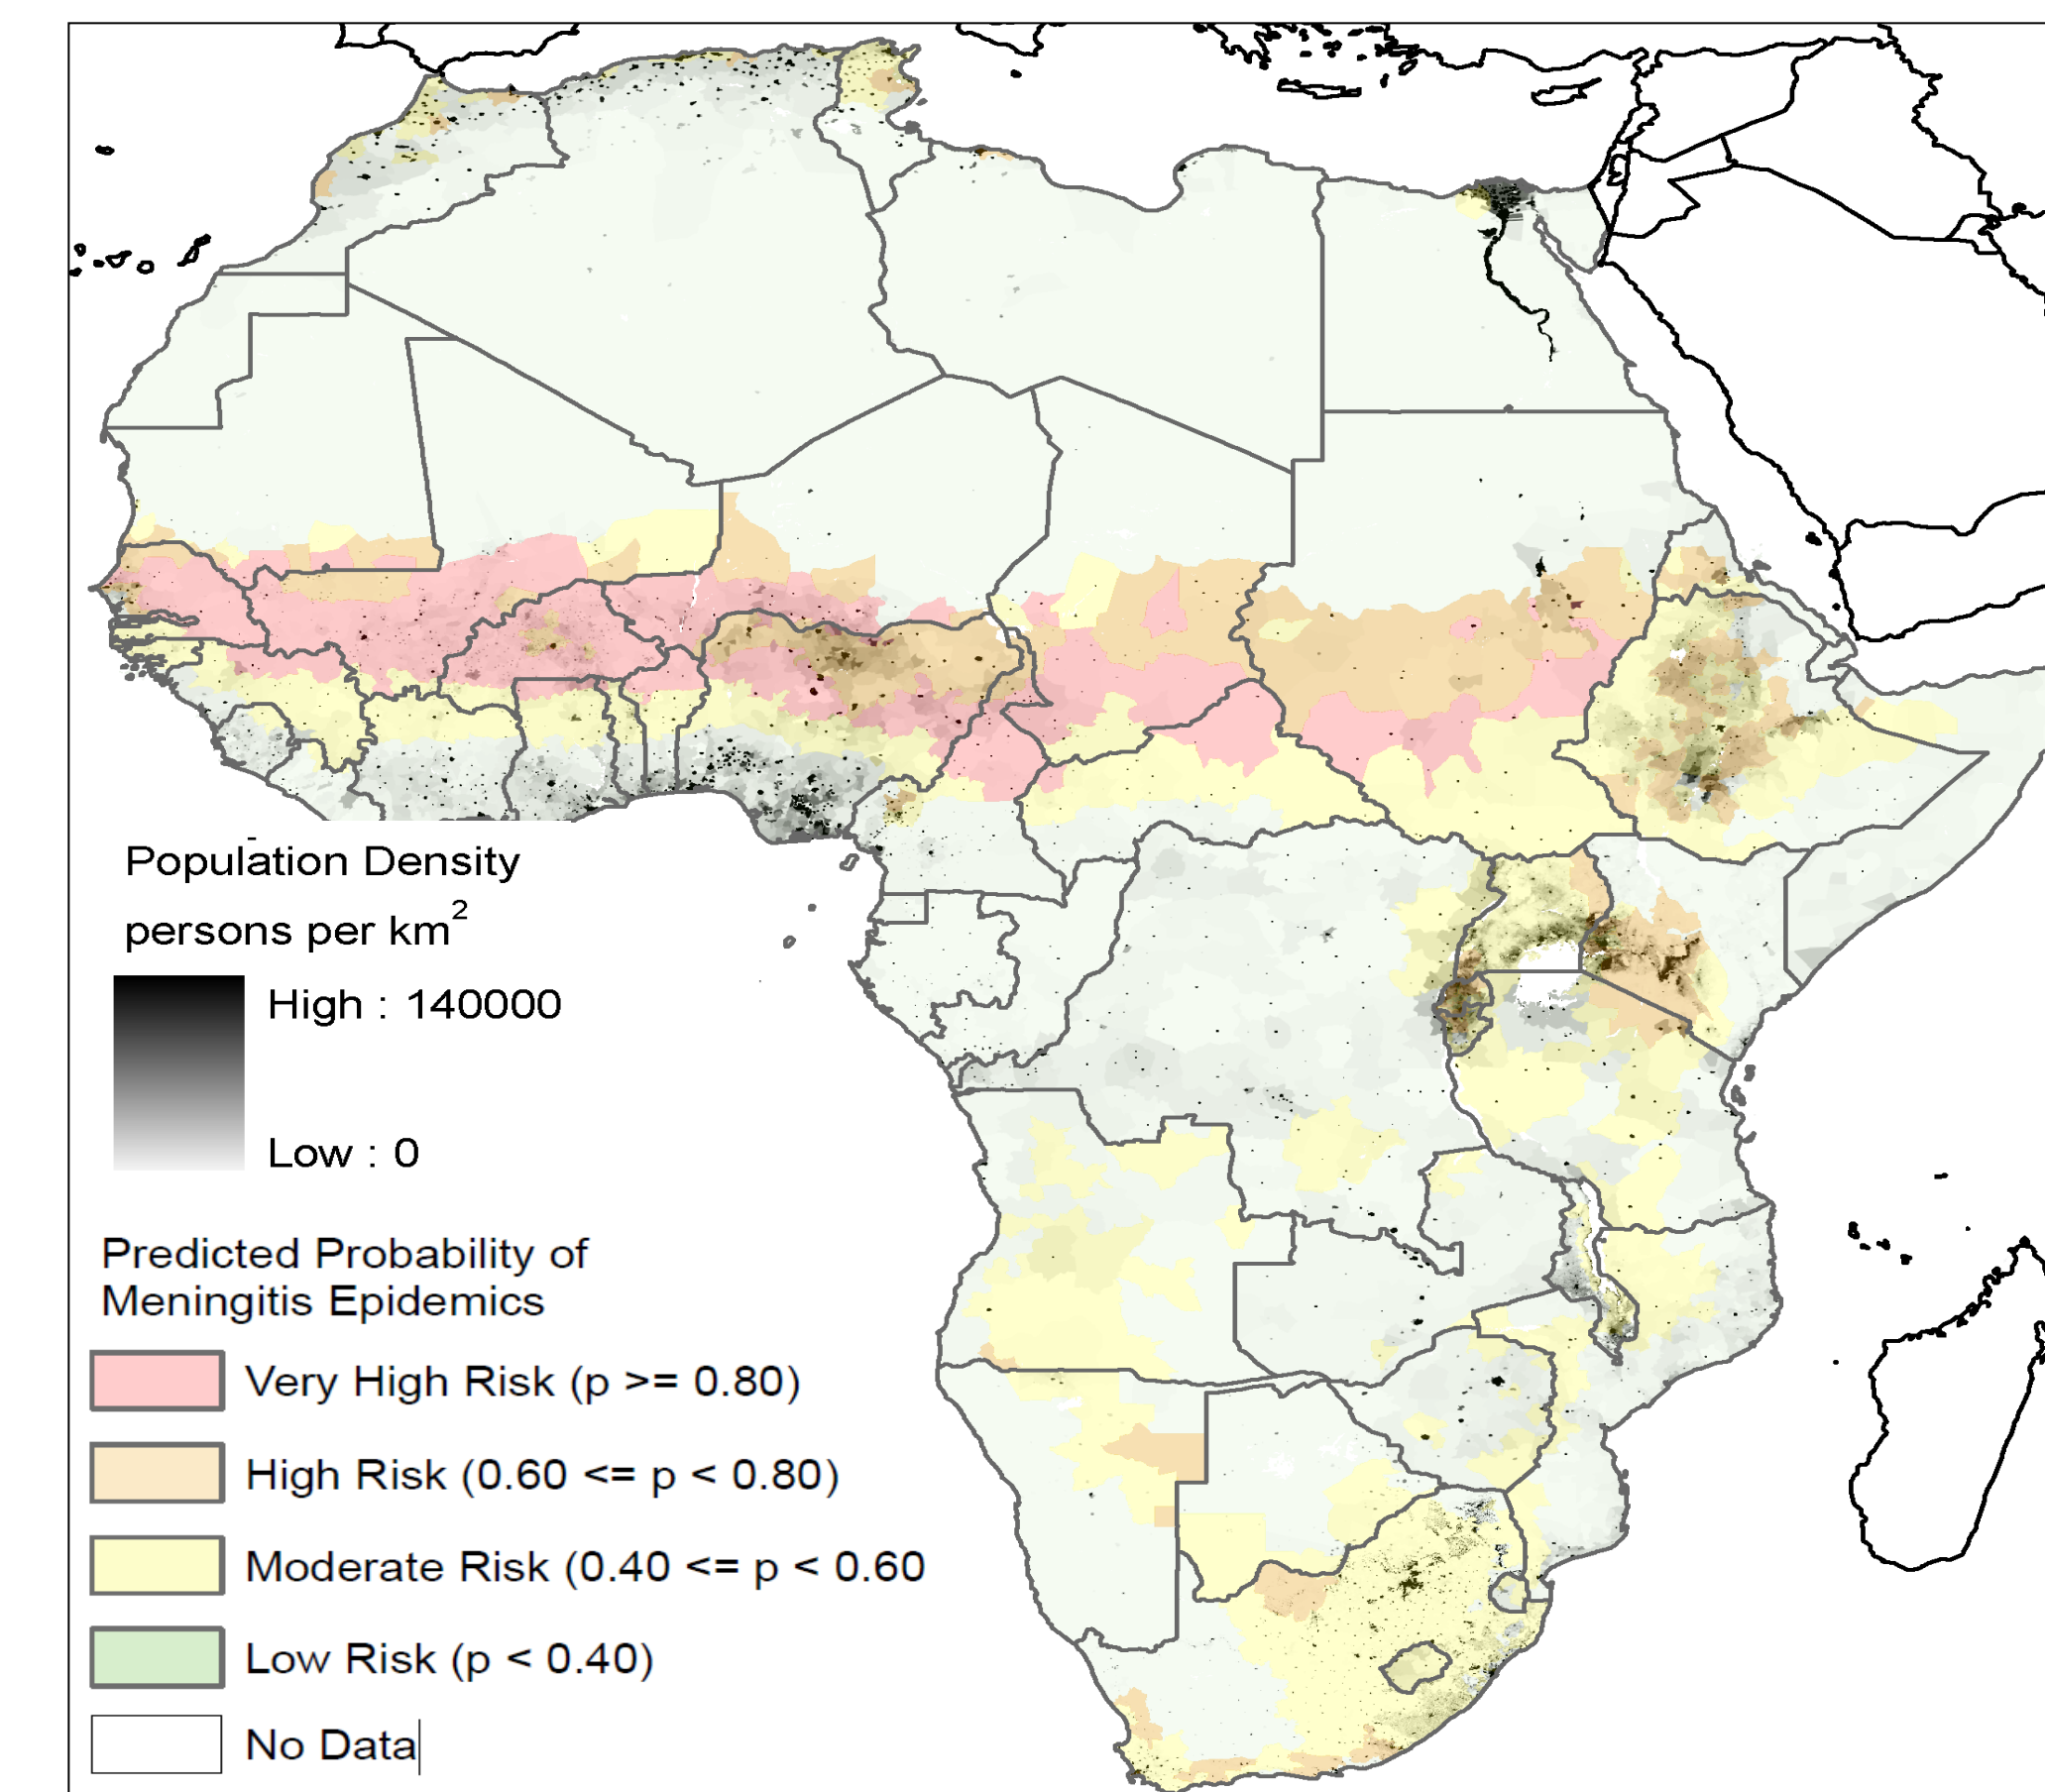 Population Density
persons per km²
High : 140000
Low : 0
Predicted Probability of
Meningitis Epidemics
Very High Risk (p >= 0.80)
High Risk (0.60 <= p < 0.80)
Moderate Risk (0.40 <= p < 0.60
Low Risk (p < 0.40)
No Data